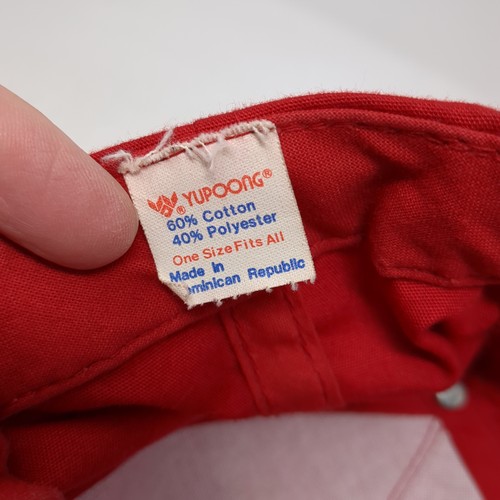 YUPOONG®
60% Cotton
40% Polyester
One Size Fits All
Made In
ominican Republic